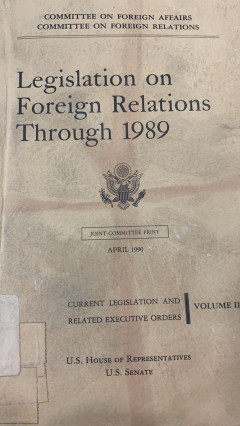 COMMITTEE ON FOREIGN AFFAIRS
COMMITTEE ON FOREIGN RELATIONS
Legislation on
Foreign Relations
Through 1989
JOINT COMMITTEE PRINT
APRIL 1990
CURRENT LEGISLATION AND
RELATED EXECUTIVE ORDERS
VOLUME II
U.S. HOUSE OF REPRESENTATIVES
U.S. SENATE